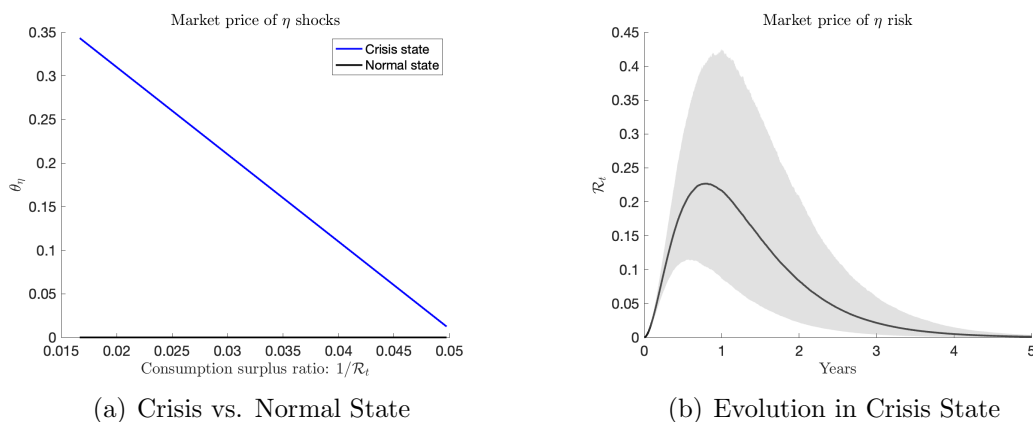 Market price of η shocks
0.35
0.3
0.25
0.2
0.15
0.1
0.05
0
θη
Crisis state
Normal state
0.015 0.02 0.025 0.03 0.035 0.04 0.045 0.05
Consumption surplus ratio: 1/ℛt
(a) Crisis vs. Normal State
Market price of η risk
0.45
0.4
0.35
0.3
0.25
0.2
0.15
0.1
0.05
0
ℛt
0 1 2 3 4 5
Years
(b) Evolution in Crisis State